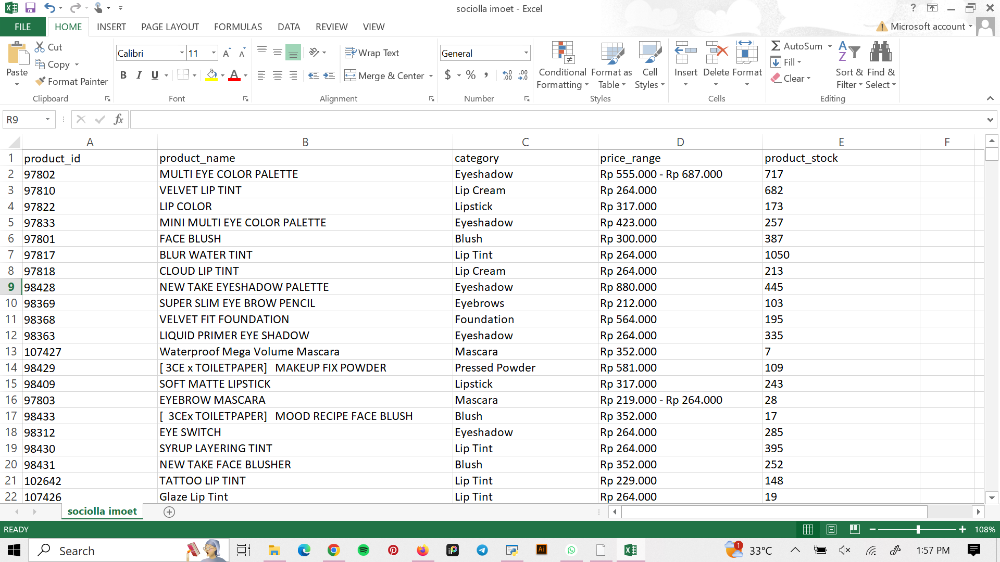 sociolla imoet - Excel
?
FILE HOME INSERT PAGE LAYOUT FORMULAS DATA REVIEW VIEW Microsoft account
Paste Cut Copy Format Painter Clipboard
Calibri 11 A A B I U A Font
Wrap Text Merge & Center Alignment
General $ % , .00 .00 Number
Conditional Formatting Format as Table Cell Styles Styles
Insert Delete Format Cells
AutoSum Fill Clear Sort & Filter Find & Select Editing
R9 fx
A B C D E F
1 product_id product_name category price_range product_stock
2 97802 MULTI EYE COLOR PALETTE Eyeshadow Rp 555.000 - Rp 687.000 717
3 97810 VELVET LIP TINT Lip Cream Rp 264.000 682
4 97822 LIP COLOR Lipstick Rp 317.000 173
5 97833 MINI MULTI EYE COLOR PALETTE Eyeshadow Rp 423.000 257
6 97801 FACE BLUSH Blush Rp 300.000 387
7 97817 BLUR WATER TINT Lip Tint Rp 264.000 1050
8 97818 CLOUD LIP TINT Lip Cream Rp 264.000 213
9 98428 NEW TAKE EYESHADOW PALETTE Eyeshadow Rp 880.000 445
10 98369 SUPER SLIM EYE BROW PENCIL Eyebrows Rp 212.000 103
11 98368 VELVET FIT FOUNDATION Foundation Rp 564.000 195
12 98363 LIQUID PRIMER EYE SHADOW Eyeshadow Rp 264.000 335
13 107427 Waterproof Mega Volume Mascara Mascara Rp 352.000 7
14 98429 [ 3CE x TOILETPAPER] MAKEUP FIX POWDER Pressed Powder Rp 581.000 109
15 98409 SOFT MATTE LIPSTICK Lipstick Rp 317.000 243
16 97803 EYEBROW MASCARA Mascara Rp 219.000 - Rp 264.000 28
17 98433 [ 3CEx TOILETPAPER] MOOD RECIPE FACE BLUSH Blush Rp 352.000 17
18 98312 EYE SWITCH Eyeshadow Rp 264.000 285
19 98430 SYRUP LAYERING TINT Lip Tint Rp 264.000 395
20 98431 NEW TAKE FACE BLUSHER Blush Rp 352.000 252
21 102642 TATTOO LIP TINT Lip Tint Rp 229.000 148
22 107426 Glaze Lip Tint Lip Tint Rp 264.000 19
sociolla imoet
READY 108%
Search Ai 1 33°C 1:57 PM